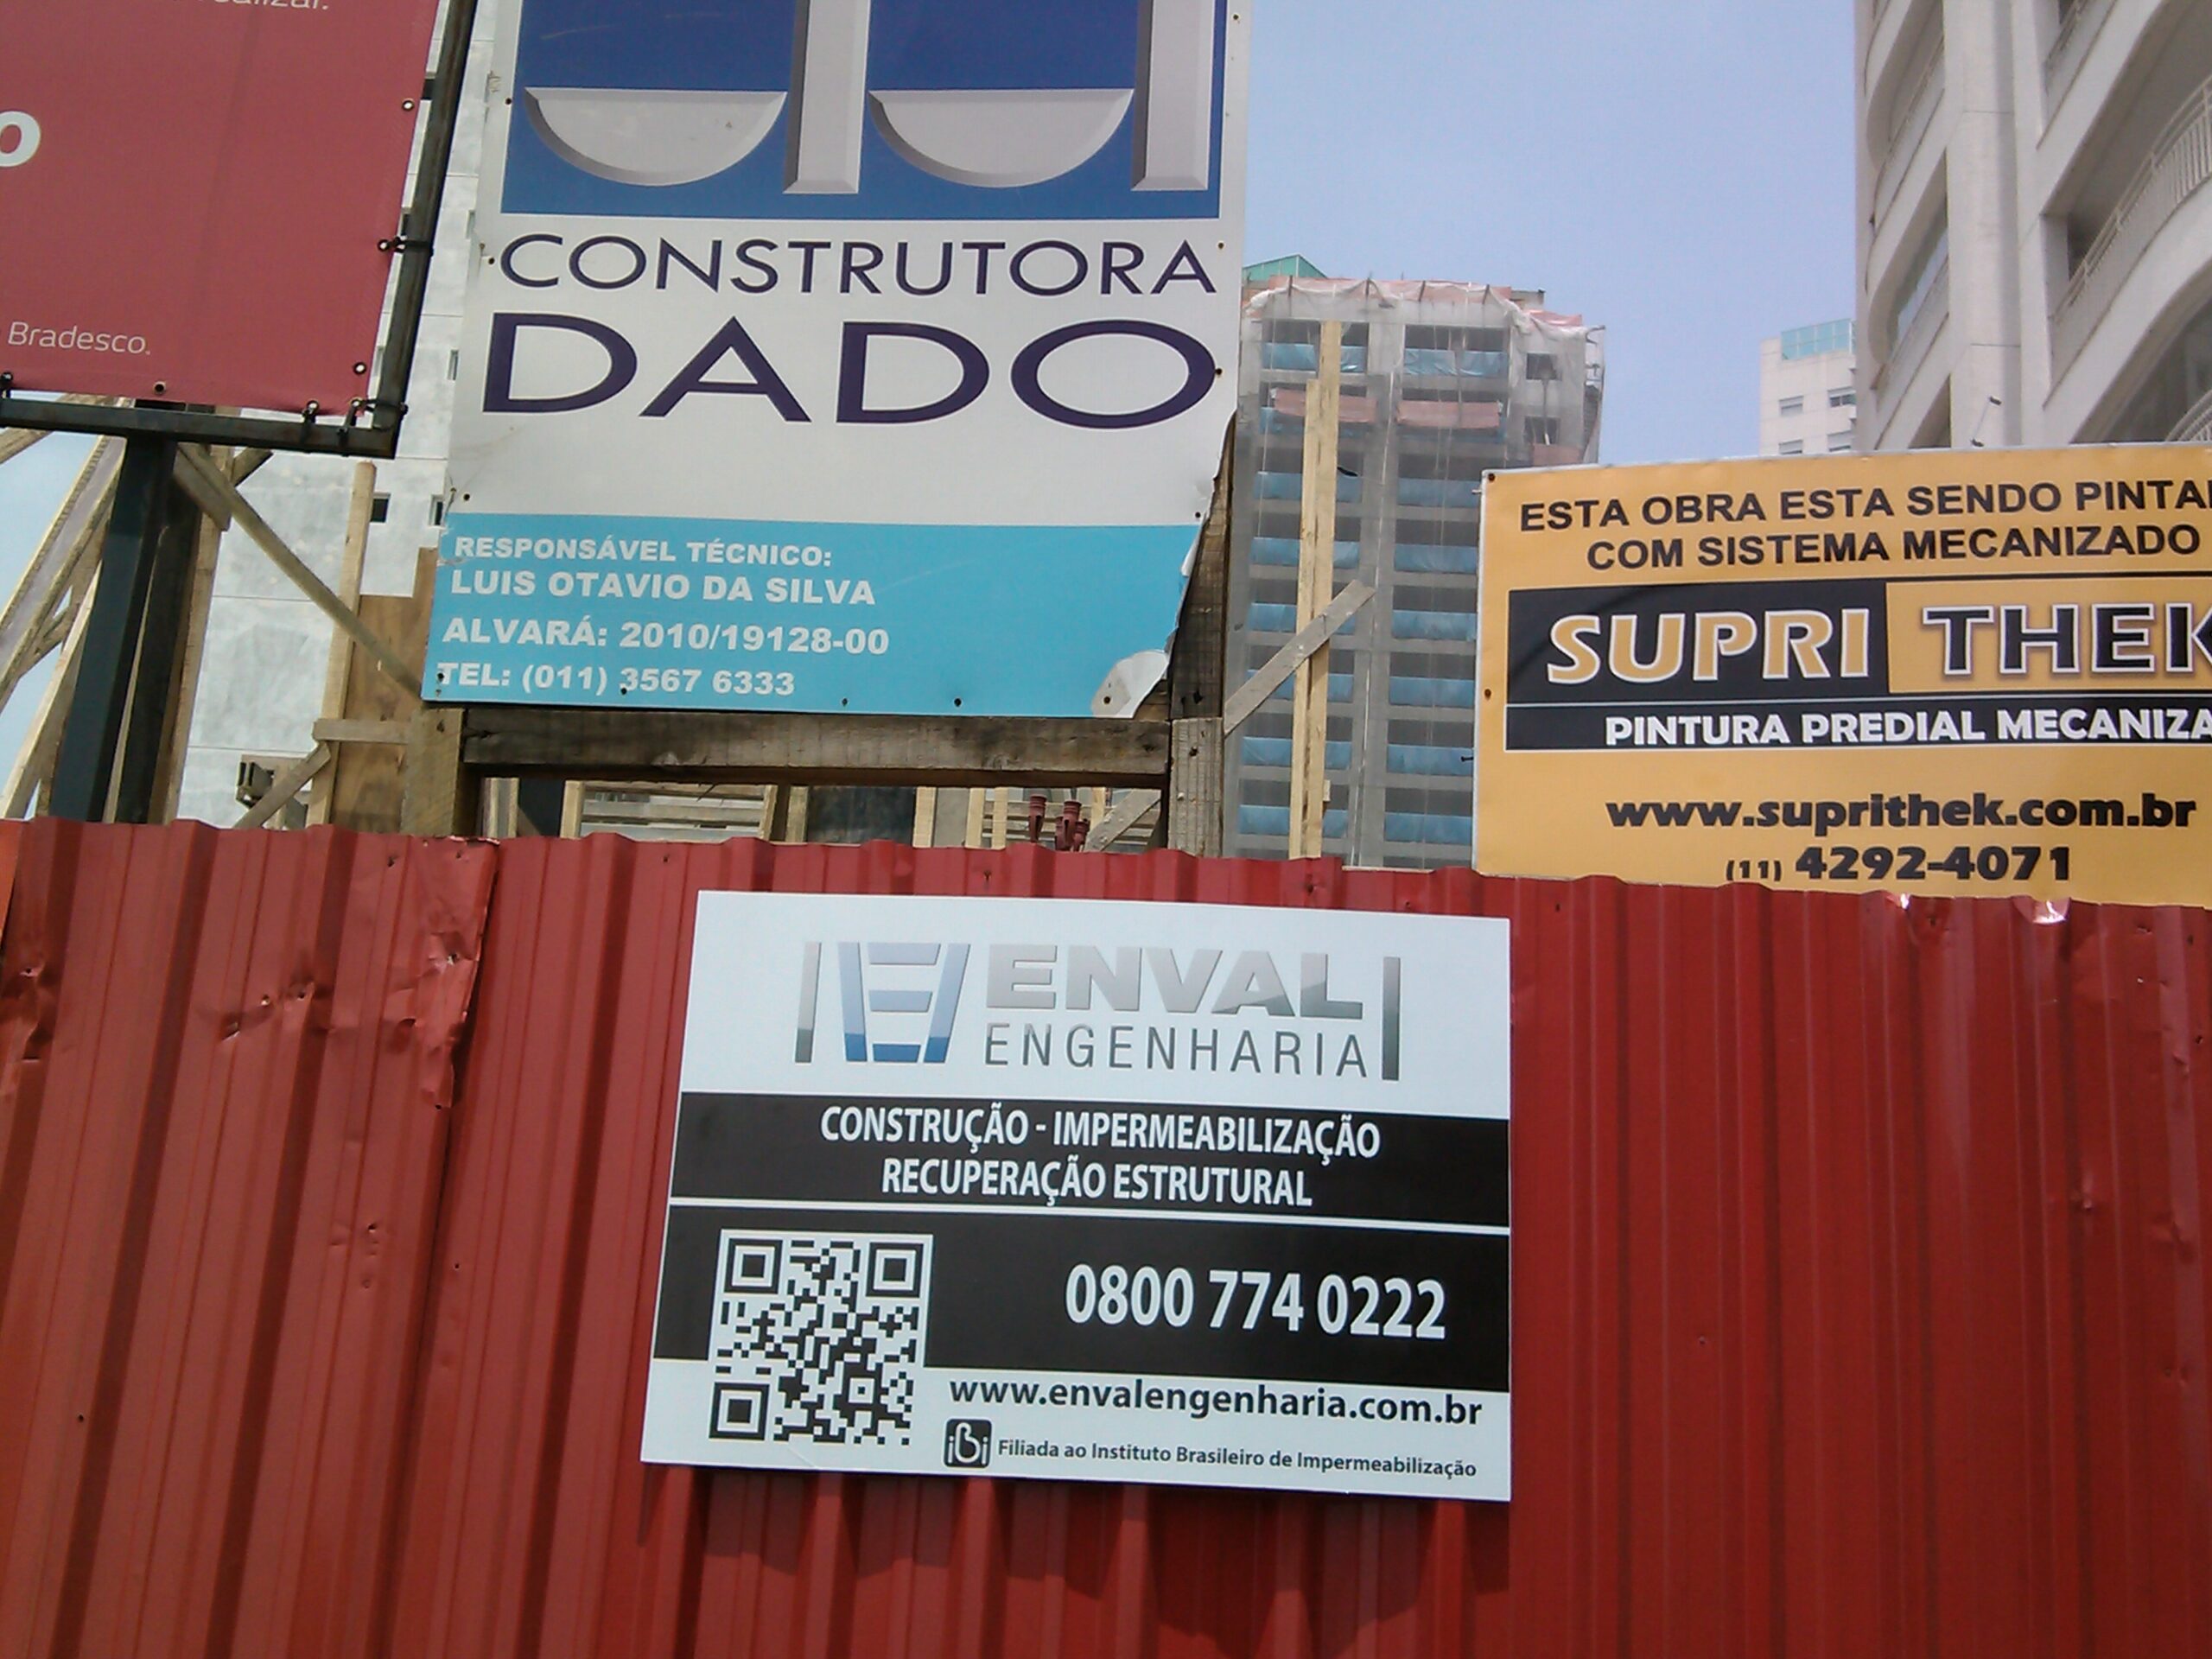 Bradesco.
CONSTRUTORA
DADO
RESPONSÁVEL TÉCNICO:
LUIS OTAVIO DA SILVA
ALVARÁ: 2010/19128-00
TEL: (011) 3567 6333
ESTA OBRA ESTA SENDO
COM SISTEMA MECANIZADO
SUPRI THEK
PINTURA PREDIAL
www.suprithek.com.br
(11) 4292-4071
ENVAL
ENGENHARIA
CONSTRUÇÃO - IMPERMEABILIZAÇÃO
RECUPERAÇÃO ESTRUTURAL
0800 774 0222
www.envalengenharia.com.br
iBi Filiada ao Instituto Brasileiro de Impermeabilização